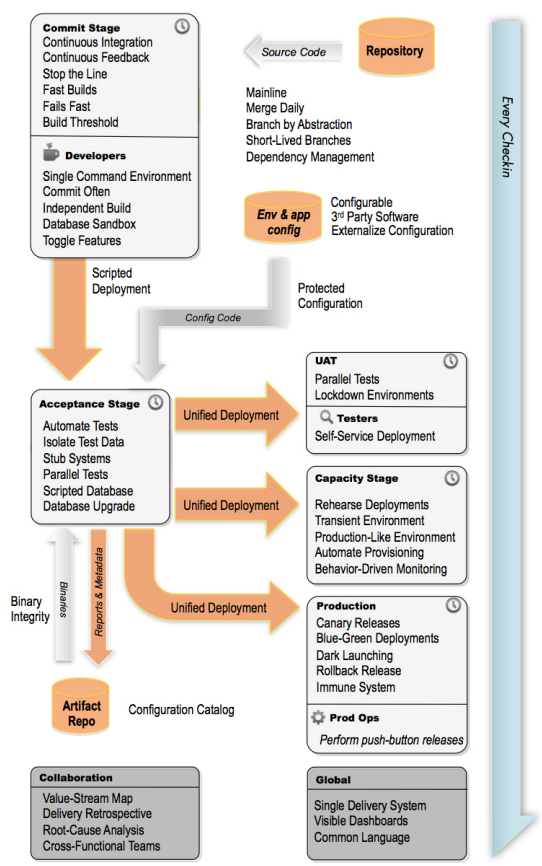 Commit Stage
Continuous Integration
Continuous Feedback
Stop the Line
Fast Builds
Fails Fast
Build Threshold
Developers
Single Command Environment
Commit Often
Independent Build
Database Sandbox
Toggle Features
Source Code
Repository
Mainline
Merge Daily
Branch by Abstraction
Short-Lived Branches
Dependency Management
Every Checkin
Env & app
config
Configurable
3rd Party Software
Externalize Configuration
Scripted
Deployment
Protected
Configuration
Config Code
Acceptance Stage
Automate Tests
Isolate Test Data
Stub Systems
Parallel Tests
Scripted Database
Database Upgrade
Unified Deployment
UAT
Parallel Tests
Lockdown Environments
Testers
Self-Service Deployment
Unified Deployment
Capacity Stage
Rehearse Deployments
Transient Environment
Production-Like Environment
Automate Provisioning
Behavior-Driven Monitoring
Unified Deployment
Production
Canary Releases
Blue-Green Deployments
Dark Launching
Rollback Release
Immune System
Prod Ops
Perform push-button releases
Binary
Integrity
Binaries
Reports & Metadata
Artifact
Repo
Configuration Catalog
Collaboration
Value-Stream Map
Delivery Retrospective
Root-Cause Analysis
Cross-Functional Teams
Global
Single Delivery System
Visible Dashboards
Common Language